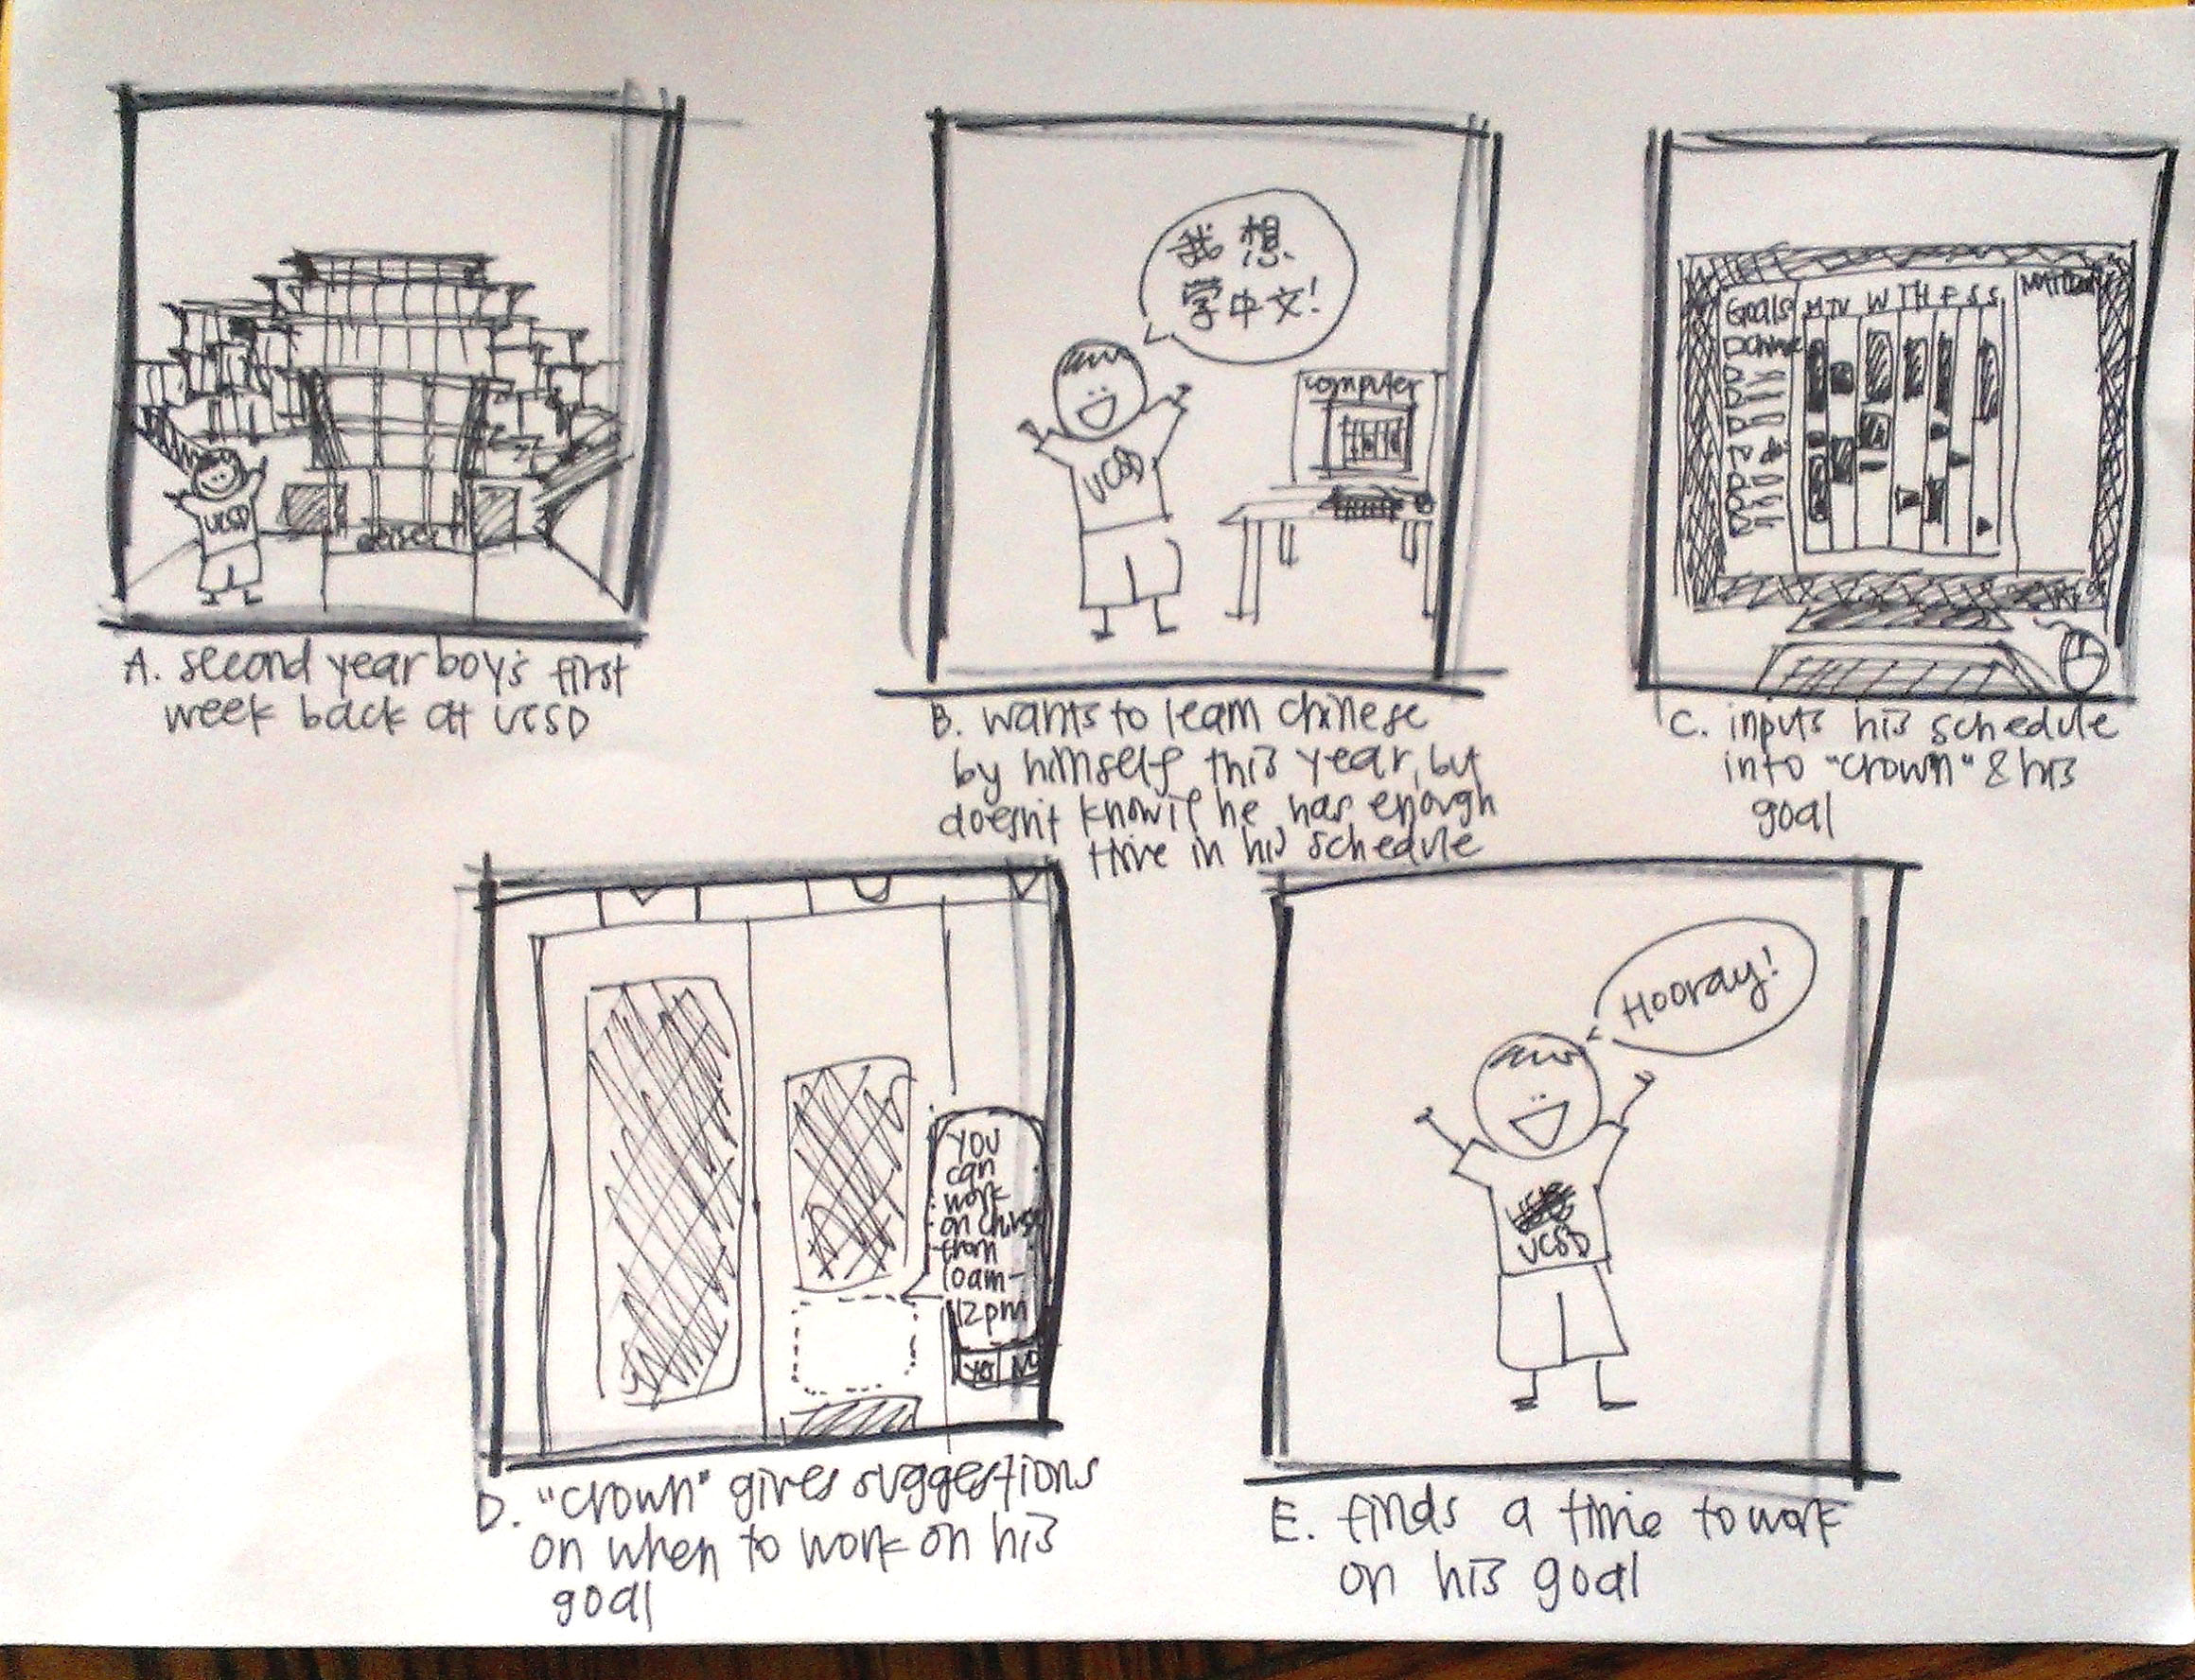 UCSD
Geisel
A. second year boy's first
week back at UCSD
我想
学中文!
UCSD
computer
B. wants to learn chinese
by himself this year, but
doesn't know if he has enough
time in his schedule
Goals
M TU W TH F S S
C. inputs his schedule
into "crown" & his
goal
YOU
can
work
on
from
10am-
12pm
Yes NO
D. "crown" gives suggestions
on when to work on his
goal
Hooray!
UCSD
E. finds a time to work
on his goal